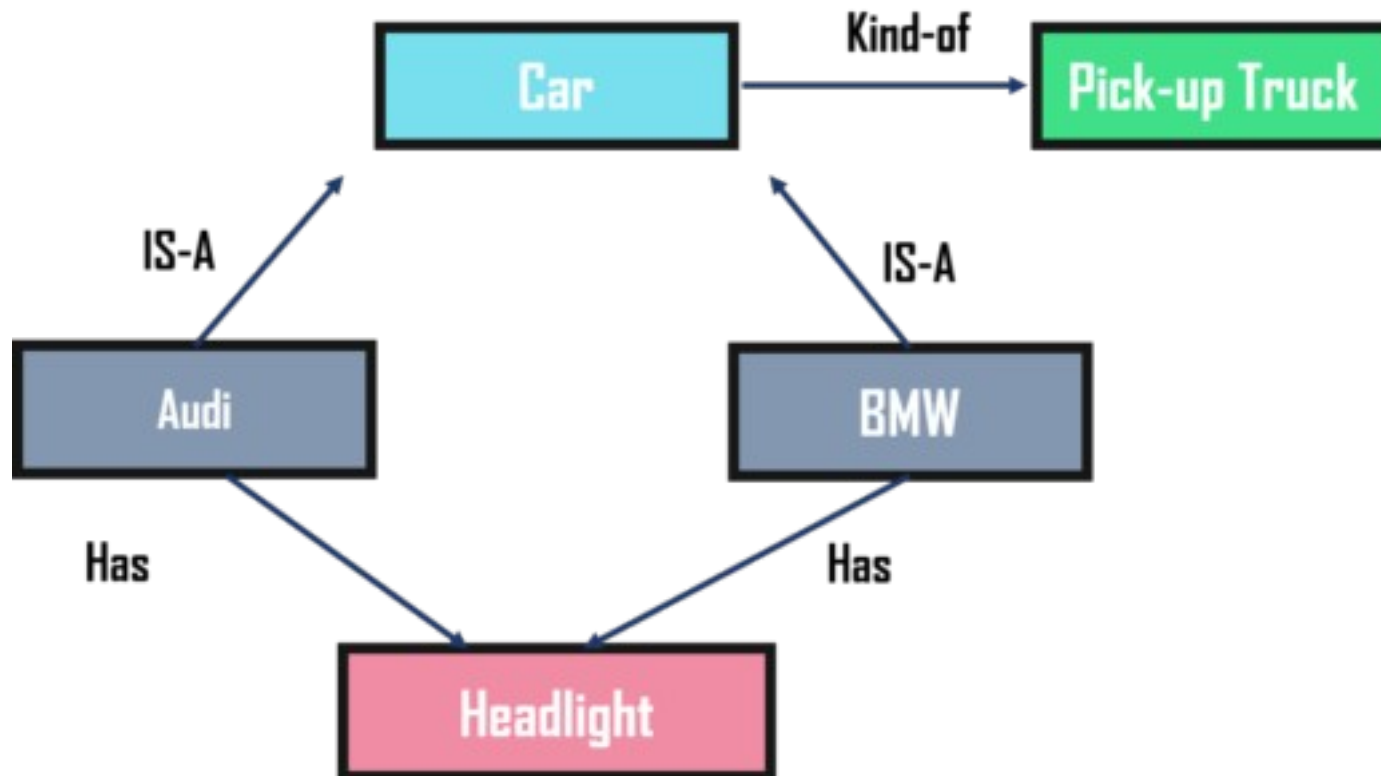 Kind-of
Car
Pick-up Truck
IS-A
IS-A
Audi
BMW
Has
Has
Headlight